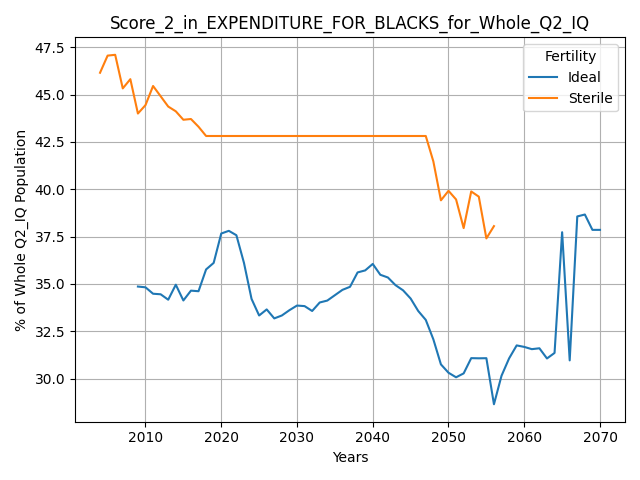 Score_2_in_EXPENDITURE_FOR_BLACKS_for_Whole_Q2_IQ
Fertility
Ideal
Sterile
% of Whole Q2_IQ Population
47.5
45.0
42.5
40.0
37.5
35.0
32.5
30.0
2010 2020 2030 2040 2050 2060 2070
Years